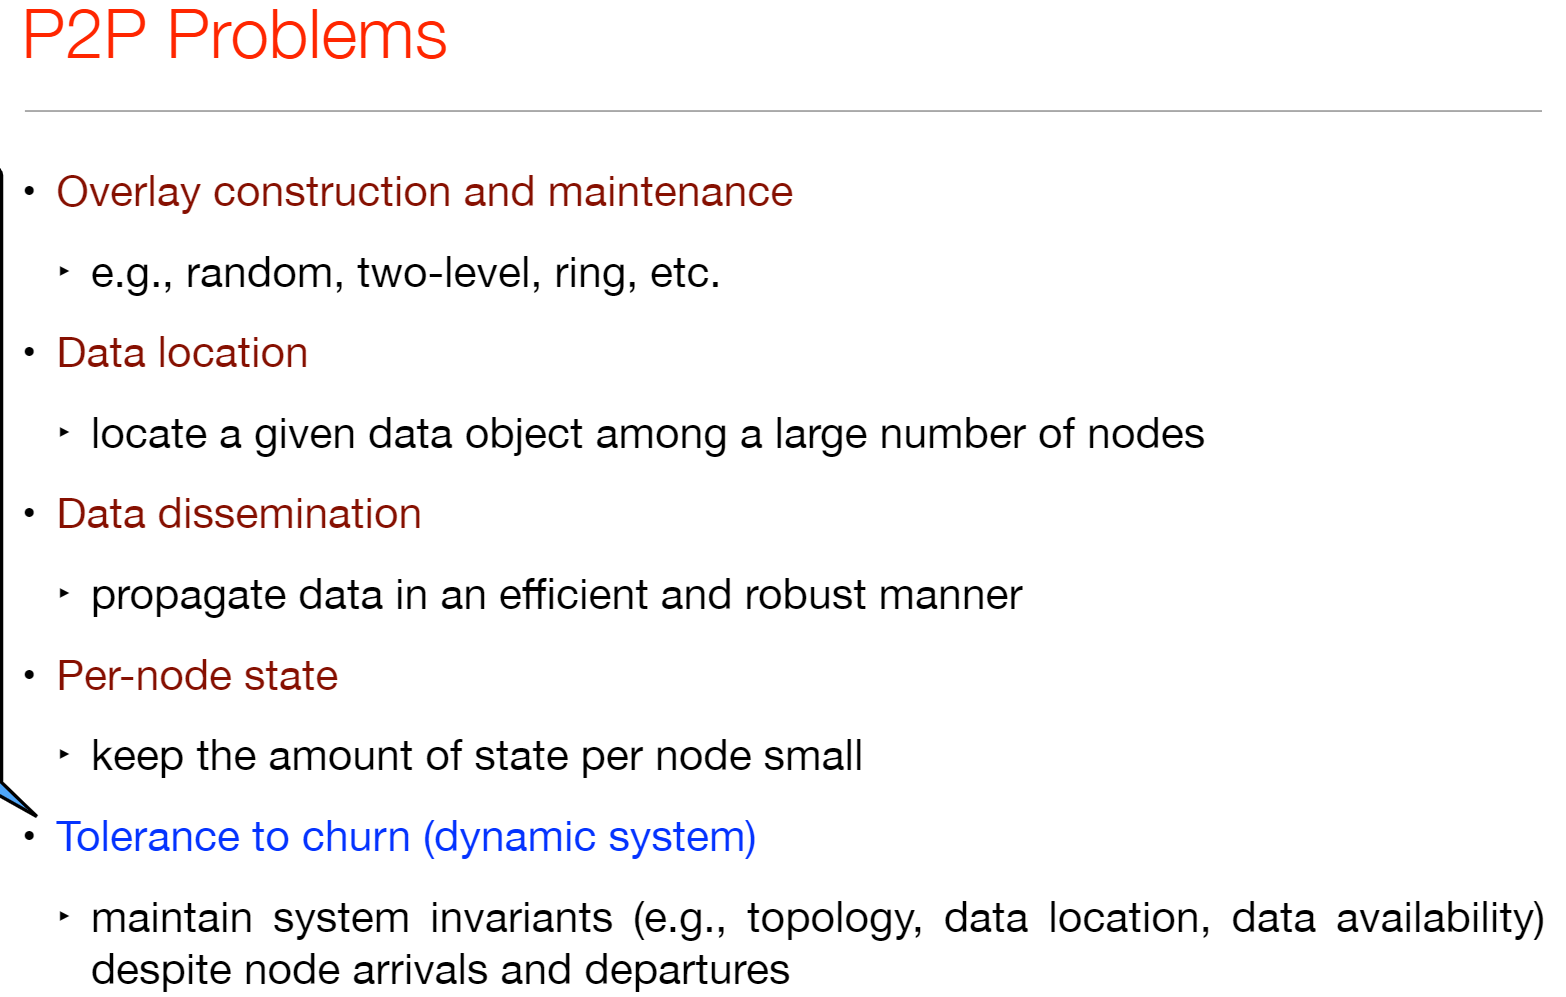 P2P Problems
• Overlay construction and maintenance
‣ e.g., random, two-level, ring, etc.
• Data location
‣ locate a given data object among a large number of nodes
• Data dissemination
‣ propagate data in an efficient and robust manner
• Per-node state
‣ keep the amount of state per node small
• Tolerance to churn (dynamic system)
‣ maintain system invariants (e.g., topology, data location, data availability)
despite node arrivals and departures